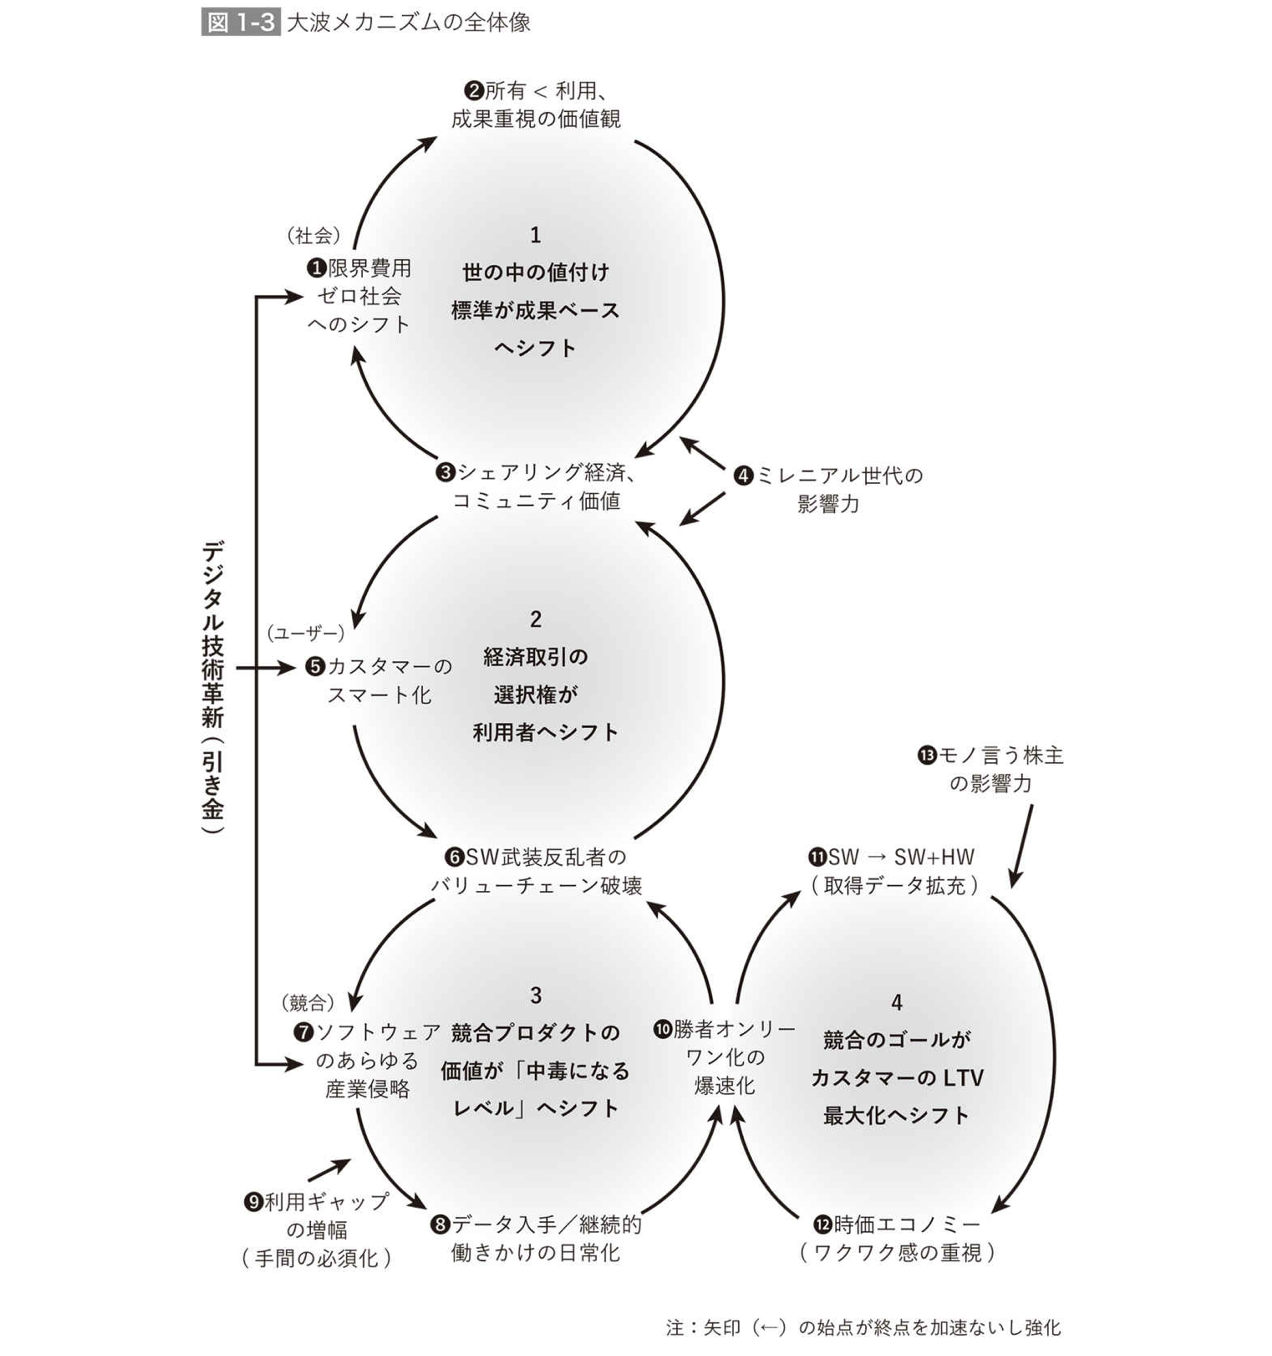 図1-3 大波メカニズムの全体像
❷所有 < 利用、
成果重視の価値観
（社会）
❶限界費用
ゼロ社会
へのシフト
1
世の中の値付け
標準が成果ベース
へシフト
❸シェアリング経済、
コミュニティ価値
❹ミレニアル世代の
影響力
デジタル技術革新（引き金）
（ユーザー）
❺カスタマーの
スマート化
2
経済取引の
選択権が
利用者へシフト
❻SW武装反乱者の
バリューチェーン破壊
（競合）
❼ソフトウェア
のあらゆる
産業侵略
3
競合プロダクトの
価値が「中毒になる
レベル」へシフト
❽データ入手／継続的
働きかけの日常化
❾利用ギャップ
の増幅
（手間の必須化）
❿勝者オンリー
ワン化の
爆速化
⓭モノ言う株主
の影響力
⓫SW → SW+HW
（取得データ拡充）
4
競合のゴールが
カスタマーのLTV
最大化へシフト
⓬時価エコノミー
（ワクワク感の重視）
注：矢印（←）の始点が終点を加速ないし強化